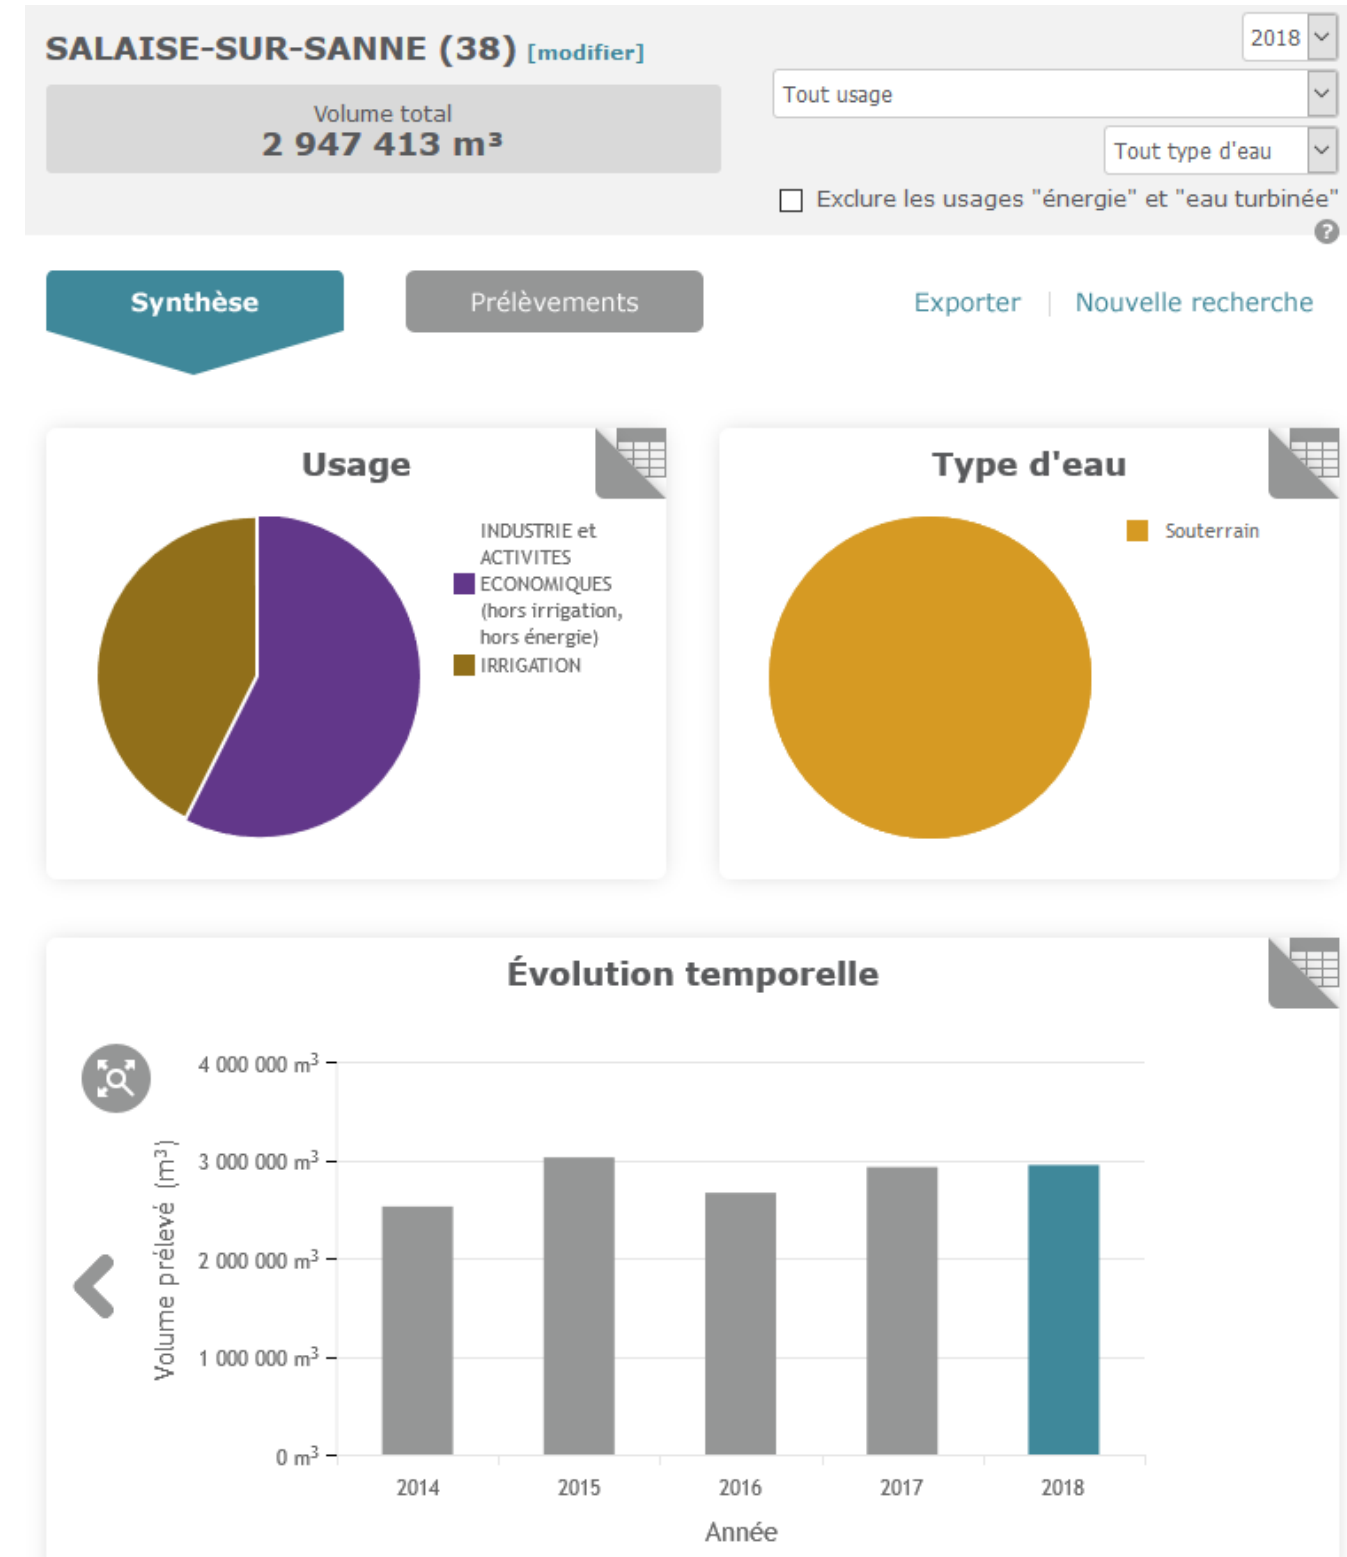 SALAISE-SUR-SANNE (38) [modifier]
2018
Volume total
2 947 413 m³
Tout usage
Tout type d'eau
Exclure les usages "énergie" et "eau turbinée"
?
Synthèse
Prélèvements
Exporter
Nouvelle recherche
Usage
INDUSTRIE et
ACTIVITES
ECONOMIQUES
(hors irrigation,
hors énergie)
IRRIGATION
Type d'eau
Souterrain
Évolution temporelle
Volume prélevé (m³)
4 000 000 m³
3 000 000 m³
2 000 000 m³
1 000 000 m³
0 m³
2014
2015
2016
2017
2018
Année